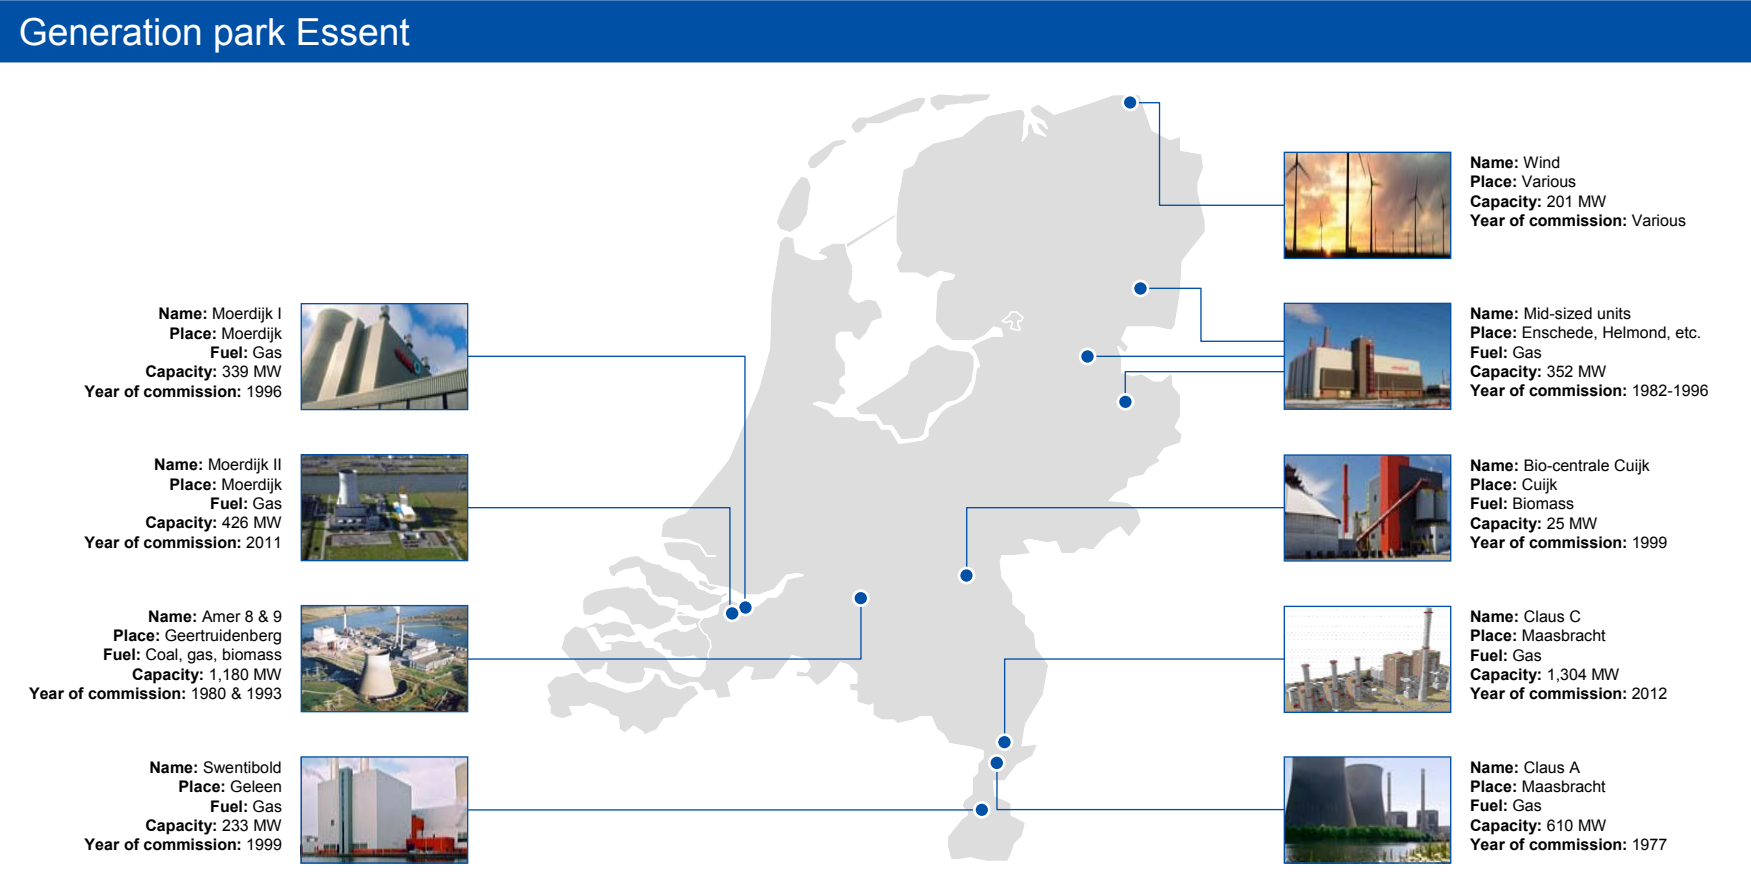 Generation park Essent
Name: Moerdijk I
Place: Moerdijk
Fuel: Gas
Capacity: 339 MW
Year of commission: 1996
Name: Moerdijk II
Place: Moerdijk
Fuel: Gas
Capacity: 426 MW
Year of commission: 2011
Name: Amer 8 & 9
Place: Geertruidenberg
Fuel: Coal, gas, biomass
Capacity: 1,180 MW
Year of commission: 1980 & 1993
Name: Swentibold
Place: Geleen
Fuel: Gas
Capacity: 233 MW
Year of commission: 1999
Name: Wind
Place: Various
Capacity: 201 MW
Year of commission: Various
Name: Mid-sized units
Place: Enschede, Helmond, etc.
Fuel: Gas
Capacity: 352 MW
Year of commission: 1982-1996
Name: Bio-centrale Cuijk
Place: Cuijk
Fuel: Biomass
Capacity: 25 MW
Year of commission: 1999
Name: Claus C
Place: Maasbracht
Fuel: Gas
Capacity: 1,304 MW
Year of commission: 2012
Name: Claus A
Place: Maasbracht
Fuel: Gas
Capacity: 610 MW
Year of commission: 1977